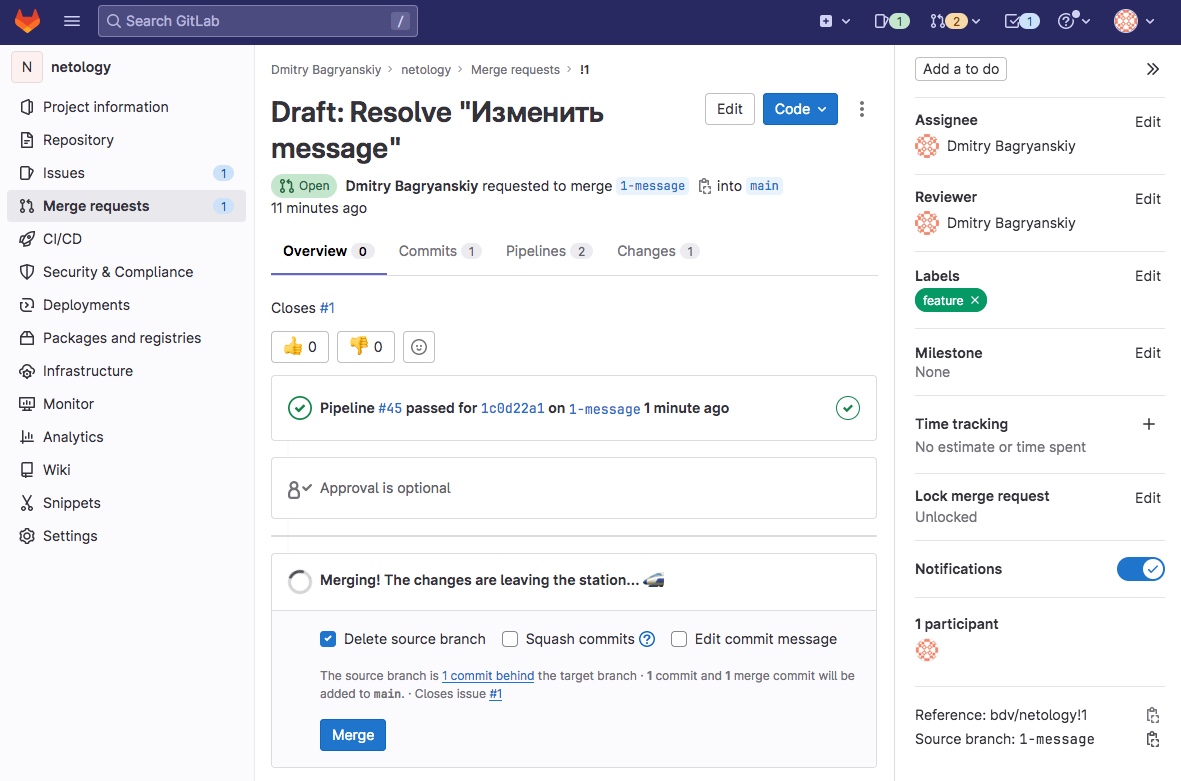 Search GitLab /
1 2 1
N netology
Project information
Repository
Issues 1
Merge requests 1
CI/CD
Security & Compliance
Deployments
Packages and registries
Infrastructure
Monitor
Analytics
Wiki
Snippets
Settings
Dmitry Bagryanskiy › netology › Merge requests › !1
Draft: Resolve "Изменить
message"
Edit Code
Open Dmitry Bagryanskiy requested to merge 1-message into main
11 minutes ago
Overview 0 Commits 1 Pipelines 2 Changes 1
Closes #1
0 0
Pipeline #45 passed for 1c0d22a1 on 1-message 1 minute ago
Approval is optional
Merging! The changes are leaving the station...
Delete source branch Squash commits ? Edit commit message
The source branch is 1 commit behind the target branch · 1 commit and 1 merge commit will be
added to main. · Closes issue #1
Merge
Add a to do
Assignee Edit
Dmitry Bagryanskiy
Reviewer Edit
Dmitry Bagryanskiy
Labels Edit
feature ×
Milestone Edit
None
Time tracking +
No estimate or time spent
Lock merge request Edit
Unlocked
Notifications
1 participant
Reference: bdv/netology!1
Source branch: 1-message